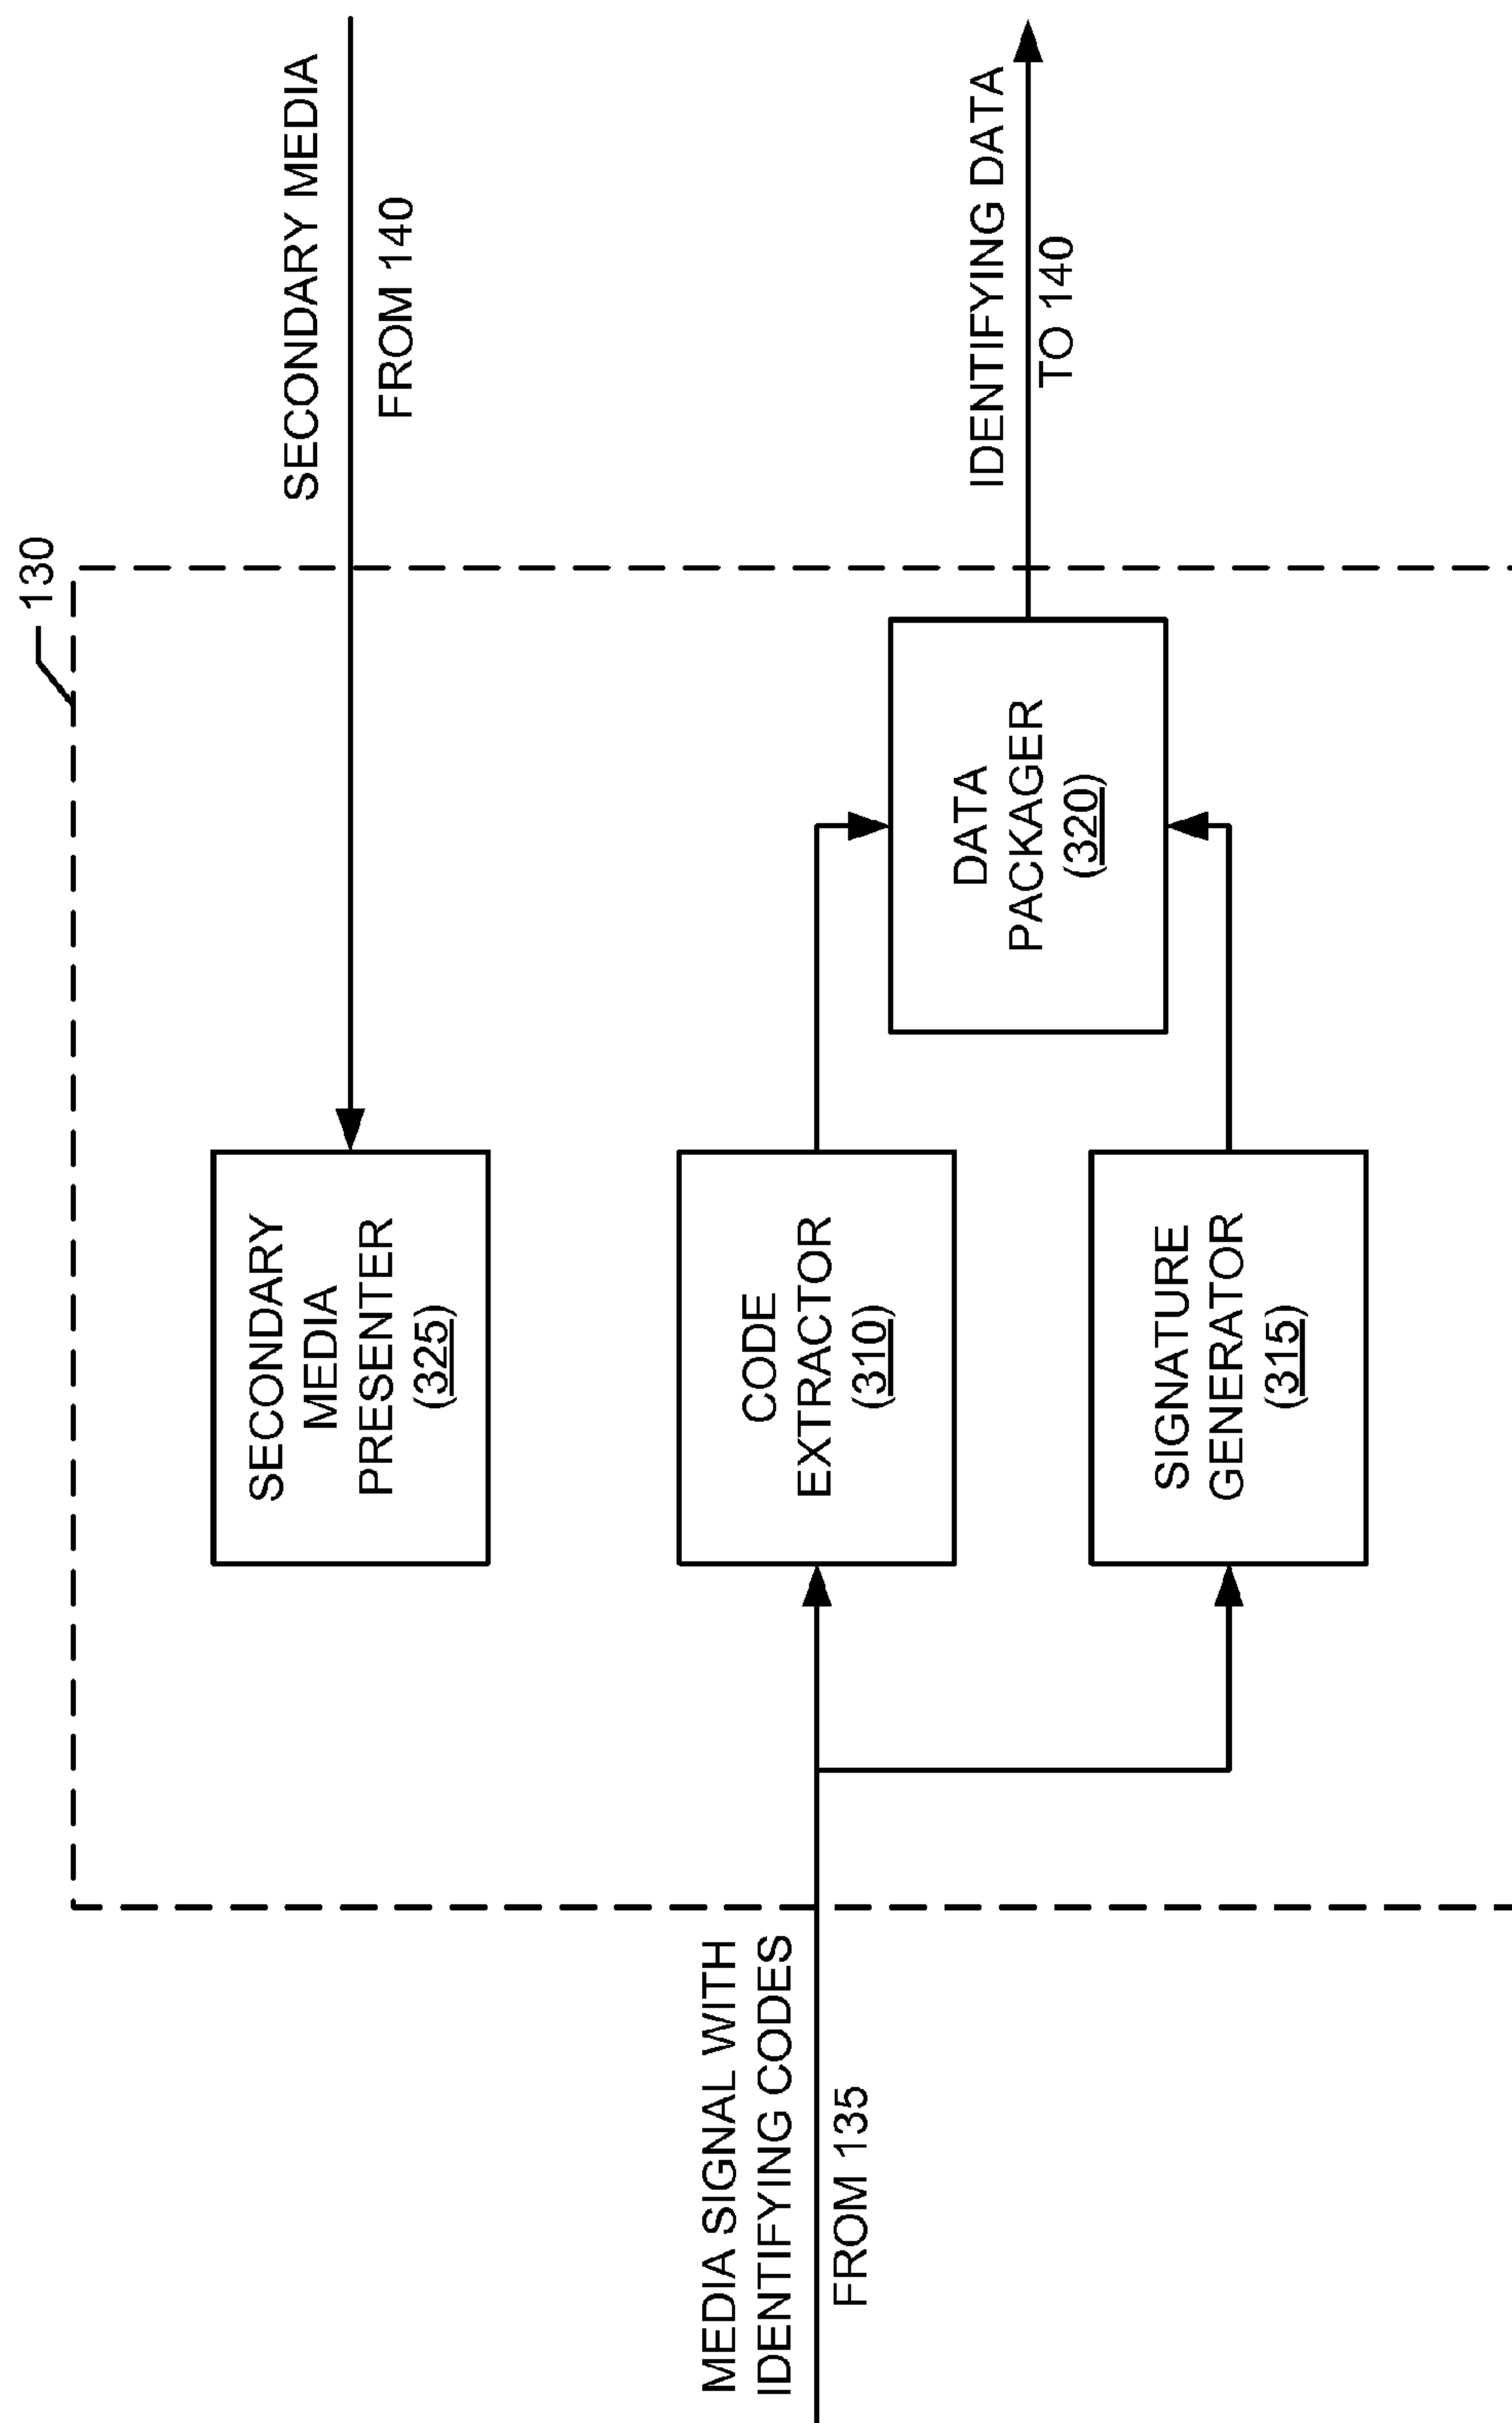 130
SECONDARY MEDIA
FROM 140
SECONDARY
MEDIA
PRESENTER
(325)
MEDIA SIGNAL WITH
IDENTIFYING CODES
FROM 135
CODE
EXTRACTOR
(310)
SIGNATURE
GENERATOR
(315)
DATA
PACKAGER
(320)
IDENTIFYING DATA
TO 140